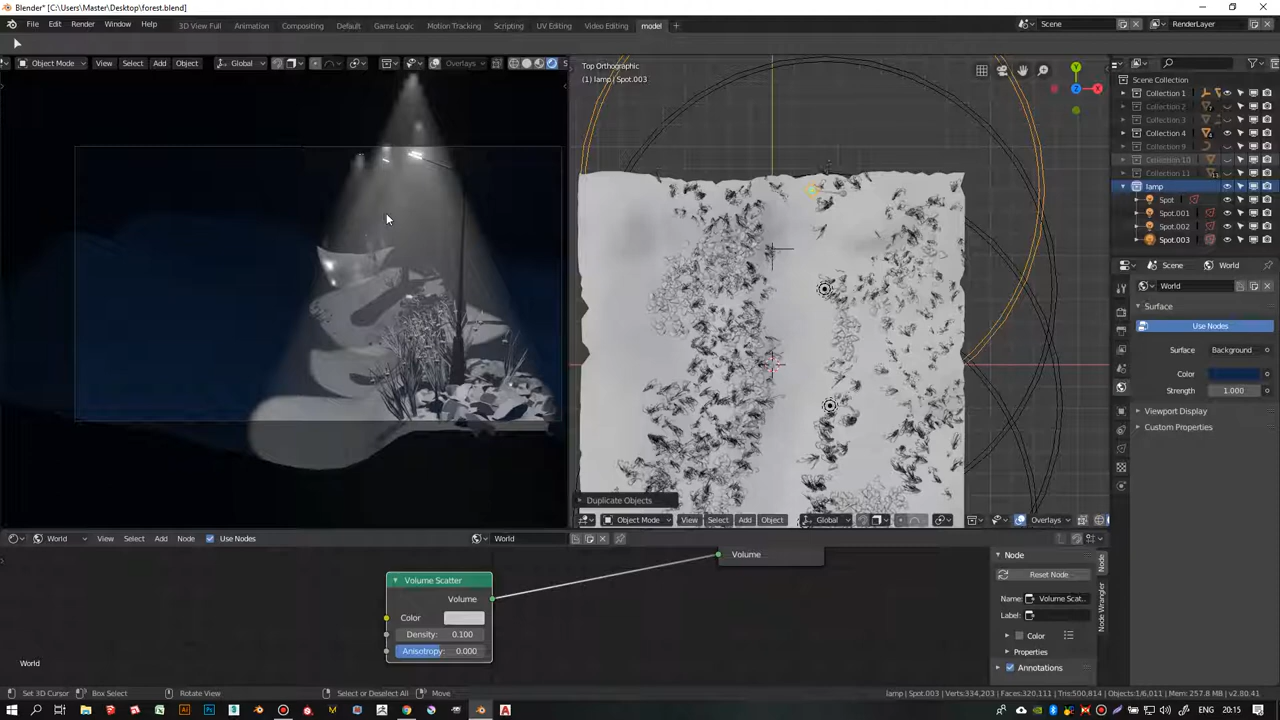 Blender* [C:\Users\Master\Desktop\forest.blend]
File Edit Render Window Help 3D View Full Animation Compositing Default Game Logic Motion Tracking Scripting UV Editing Video Editing model + Scene RenderLayer
Object Mode View Select Add Object Global Overlays
Top Orthographic
(1) lamp | Spot.003
Scene Collection
Collection 1
Collection 2
Collection 3
Collection 4
Collection 9
Collection 10
Collection 11
lamp
Spot
Spot.001
Spot.002
Spot.003
Scene World
World
Surface
Use Nodes
Surface: Background
Color:
Strength: 1.000
Viewport Display
Custom Properties
Duplicate Objects
Object Mode View Select Add Object Global Overlays
World View Select Add Node Use Nodes World
Volume
Volume Scatter
Volume
Color
Density: 0.100
Anisotropy: 0.000
World
Node
Reset Node
Name: Volume Scat..
Label:
Color
Properties
Annotations
Node
Node Wrangler
Set 3D Cursor Box Select Rotate View Select or Deselect All Move lamp | Spot.003 | Verts:334,203 | Faces:320,111 | Tris:500,814 | Objects:1/6,011 | Mem: 257.8 MB | v2.80.41
ENG 20:15